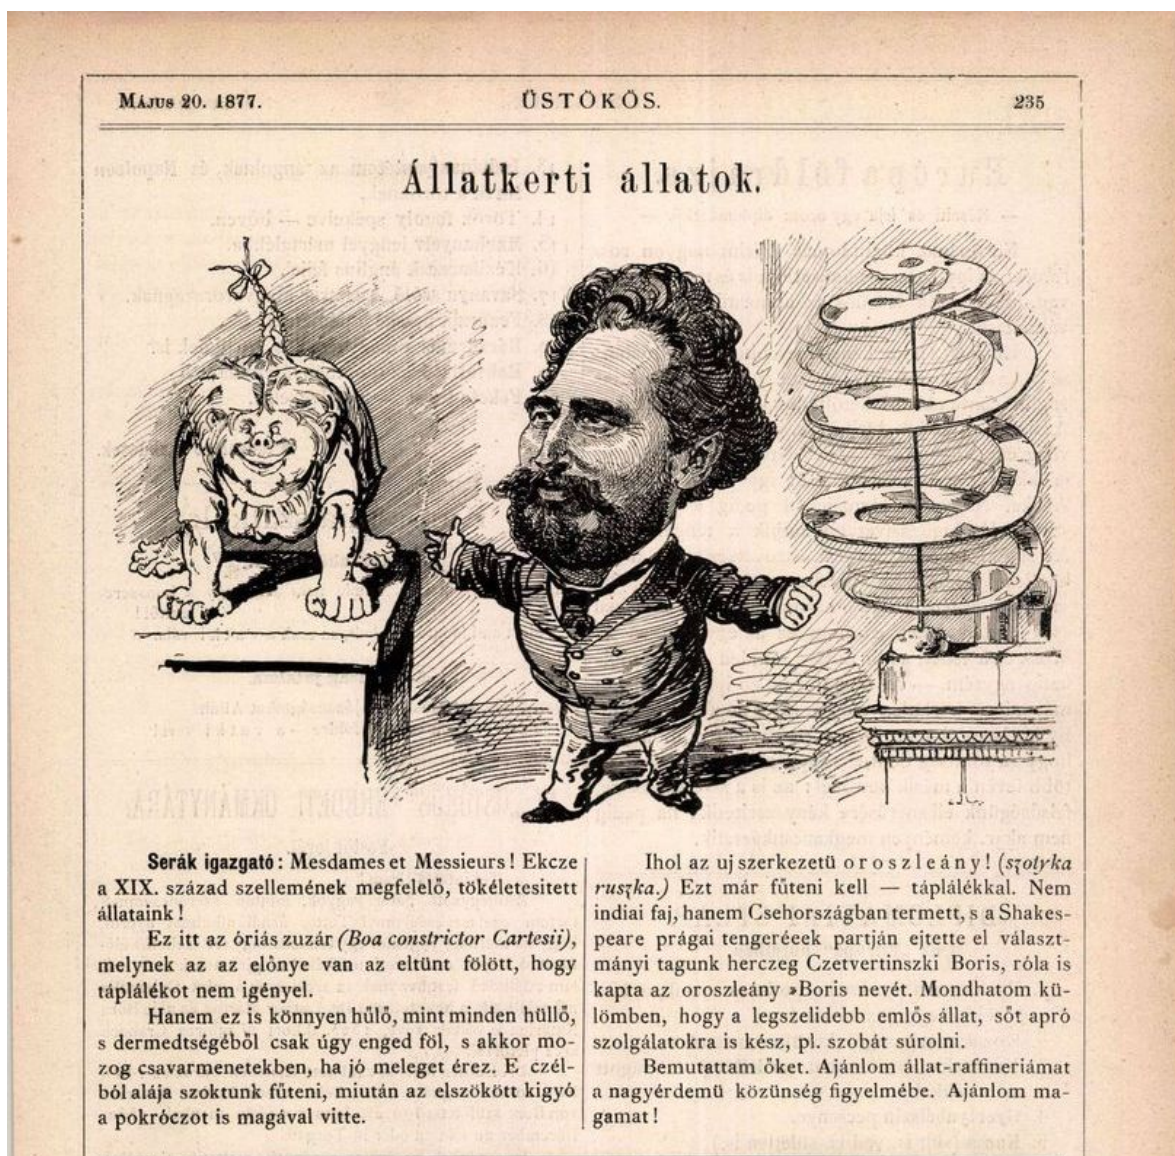 Május 20. 1877.
ÜSTÖKÖS.
235
Állatkerti állatok.
Serák igazgató: Mesdames et Messieurs! Ekcze
a XIX. század szellemének megfelelő, tökéletesitett
állataink!
Ez itt az óriás zuzár (Boa constrictor Cartesii),
melynek az az előnye van az eltünt fölött, hogy
táplálékot nem igényel.
Hanem ez is könnyen hűlő, mint minden hüllő,
s dermedtségéből csak úgy enged föl, s akkor mo-
zog csavarmenetekben, ha jó meleget érez. E czél-
ból alája szoktunk fűteni, miután az elszökött kigyó
a pokróczot is magával vitte.
Ihol az uj szerkezetü oroszleány! (szotyka
ruszka.) Ezt már fűteni kell — táplálékkal. Nem
indiai faj, hanem Csehországban termett, s a Shakes-
peare prágai tengeréeek partján ejtette el választ-
mányi tagunk herczeg Czetvertinszki Boris, róla is
kapta az oroszleány »Boris nevét. Mondhatom kü-
lömben, hogy a legszelidebb emlős állat, sőt apró
szolgálatokra is kész, pl. szobát súrolni.
Bemutattam őket. Ajánlom állat-raffineriámat
a nagyérdemü közünség figyelmébe. Ajánlom ma-
gamat!